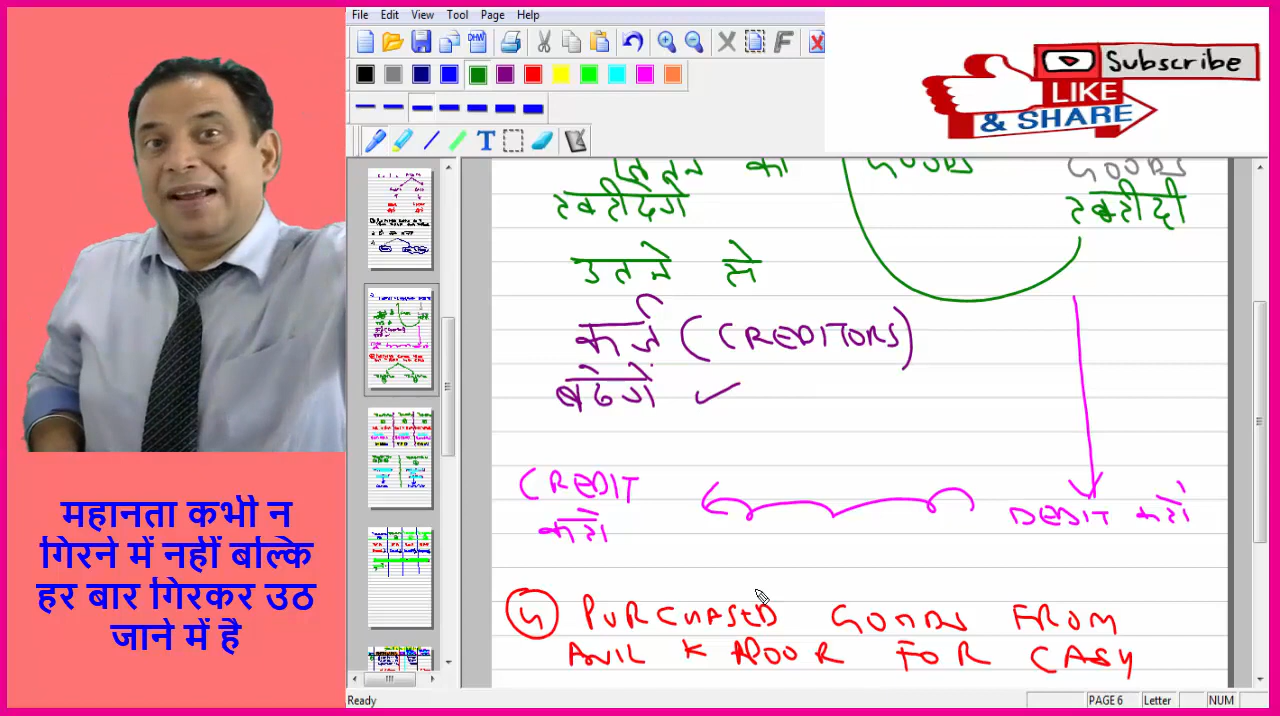 File Edit View Tool Page Help
Subscribe
LIKE
& SHARE
DHW
T
F
का GOODS GOODS
खरीदेंगे खरीदी
उतने से
कर्ज (CREDITORS)
बढेगे
CREDIT
करो
DEBIT करो
4 PURCHASED GOODS FROM
ANIL KAPOOR FOR CASH
महानता कभी न
गिरने में नहीं बल्कि
हर बार गिरकर उठ
जाने में है
Ready PAGE 6 Letter NUM